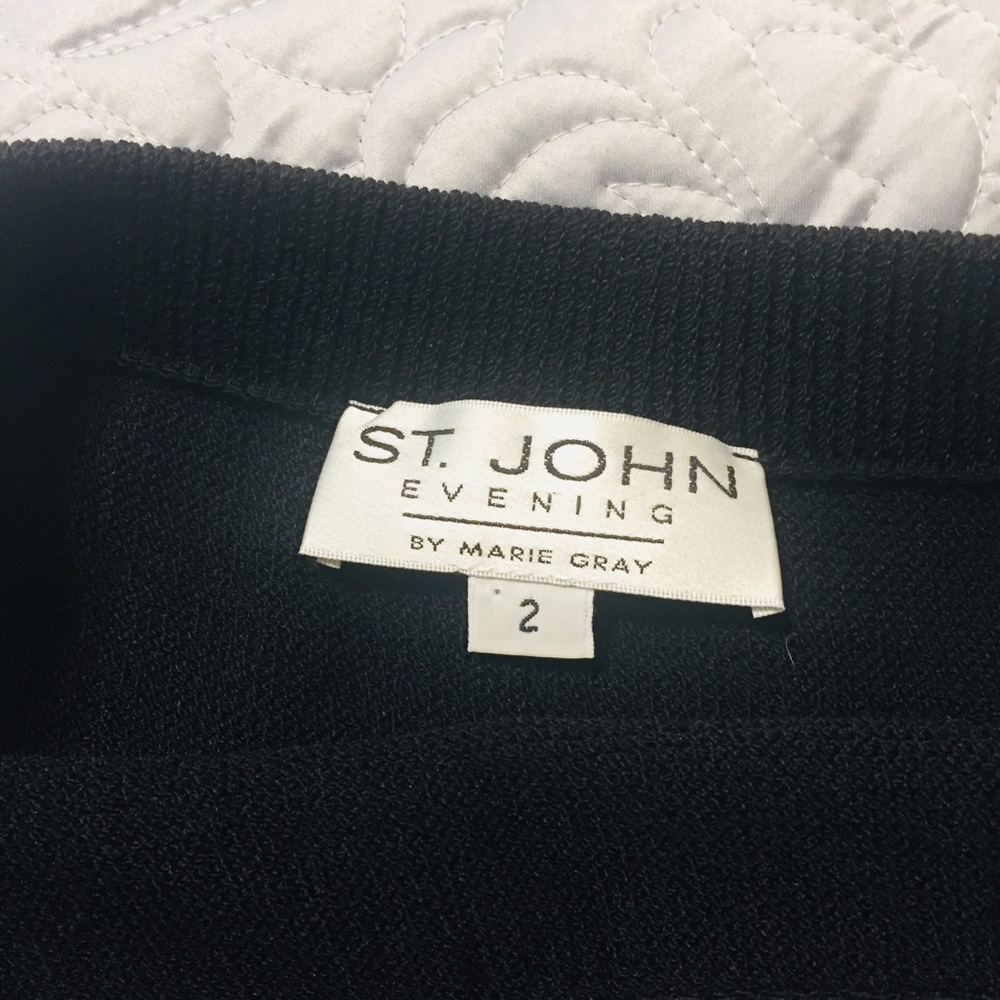 ST. JOHN
EVENING
BY MARIE GRAY
2